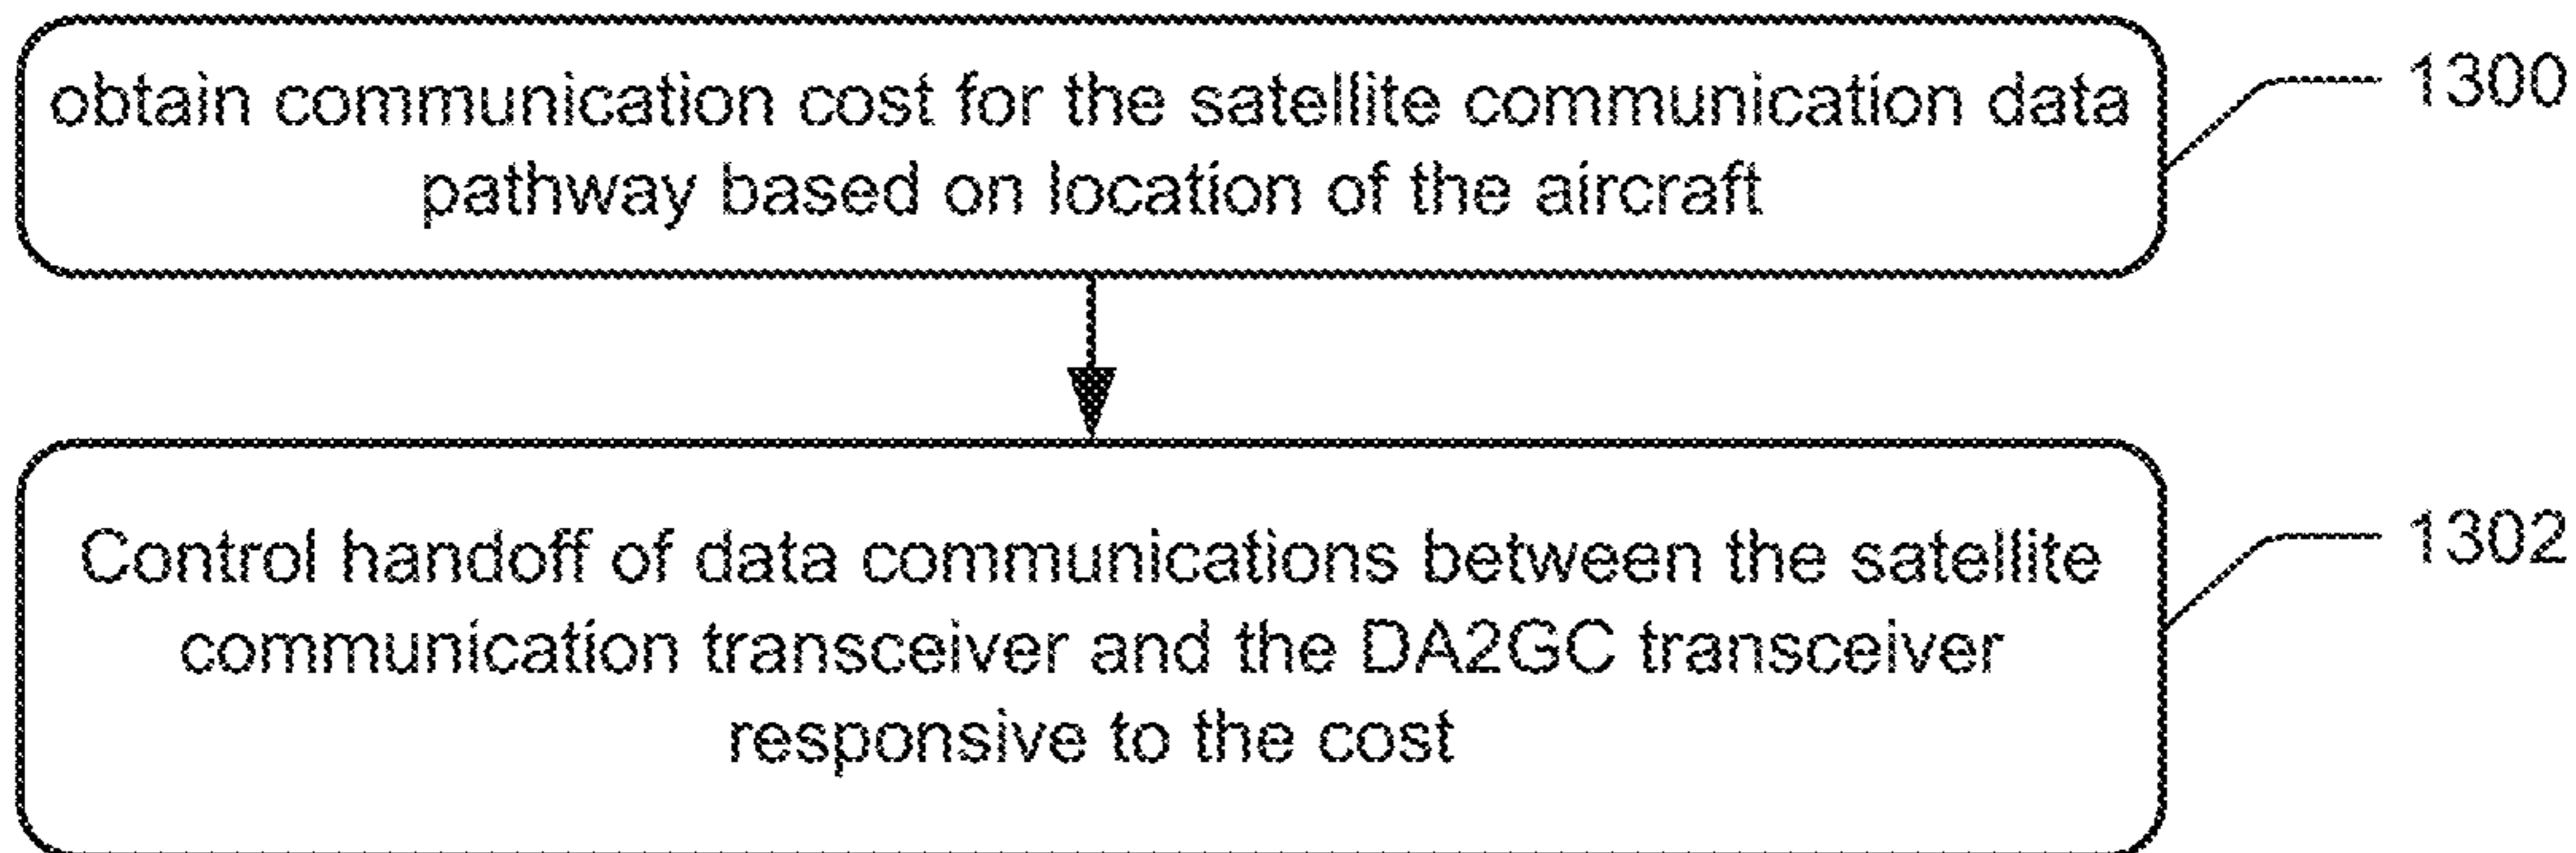 obtain communication cost for the satellite communication data
pathway based on location of the aircraft
1300
Control handoff of data communications between the satellite
communication transceiver and the DA2GC transceiver
responsive to the cost
1302